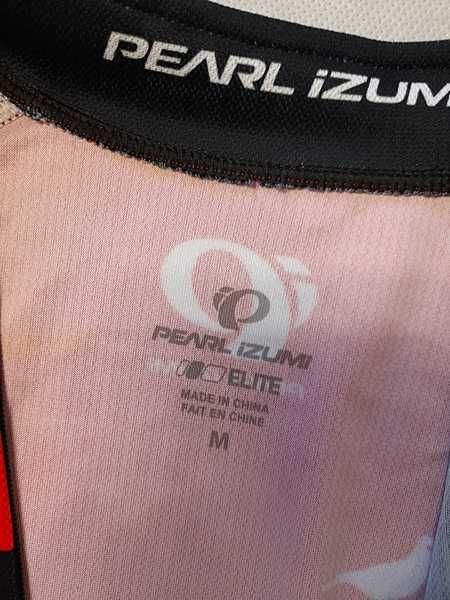 PEARL iZUMi
PEARL iZUMi
ELITE
MADE IN CHINA
FAIT EN CHINE
M